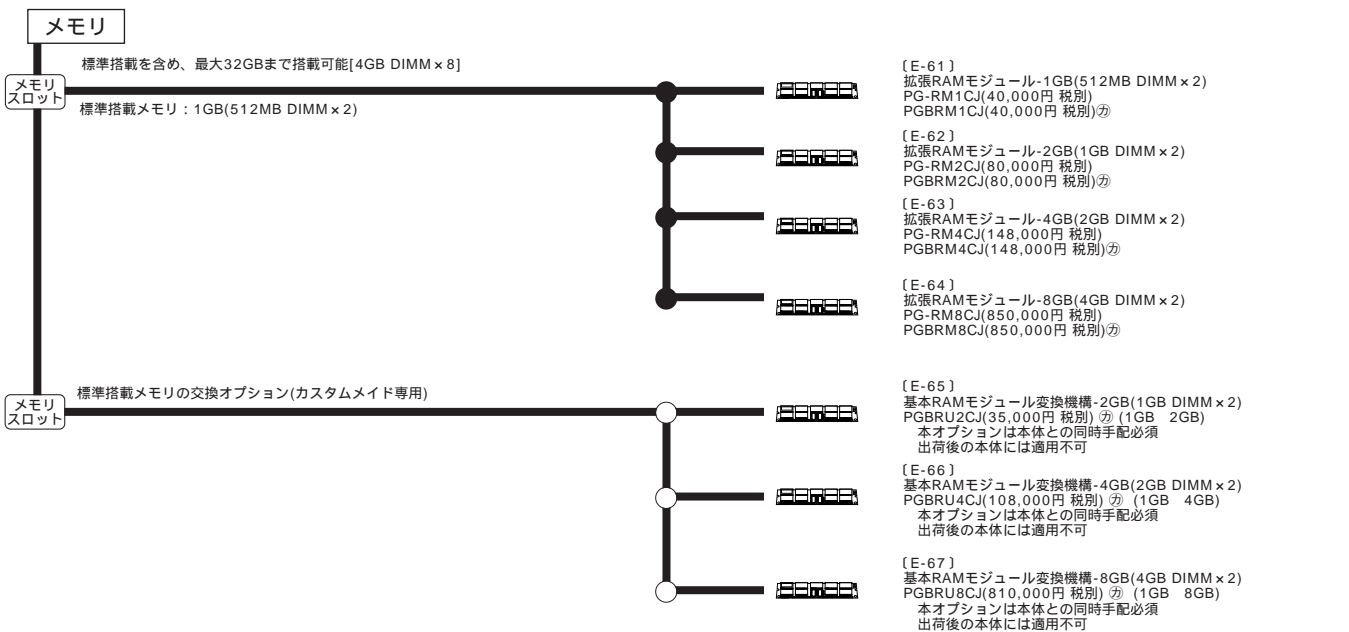 メモリ
メモリ
スロット
標準搭載を含め、最大32GBまで搭載可能[4GB DIMM×8]
標準搭載メモリ：1GB(512MB DIMM×2)
〔E-61〕
拡張RAMモジュール-1GB(512MB DIMM×2)
PG-RM1CJ(40,000円 税別)
PGBRM1CJ(40,000円 税別)㋕
〔E-62〕
拡張RAMモジュール-2GB(1GB DIMM×2)
PG-RM2CJ(80,000円 税別)
PGBRM2CJ(80,000円 税別)㋕
〔E-63〕
拡張RAMモジュール-4GB(2GB DIMM×2)
PG-RM4CJ(148,000円 税別)
PGBRM4CJ(148,000円 税別)㋕
〔E-64〕
拡張RAMモジュール-8GB(4GB DIMM×2)
PG-RM8CJ(850,000円 税別)
PGBRM8CJ(850,000円 税別)㋕
メモリ
スロット
標準搭載メモリの交換オプション(カスタムメイド専用)
〔E-65〕
基本RAMモジュール変換機構-2GB(1GB DIMM×2)
PGBRU2CJ(35,000円 税別) ㋕ (1GB　2GB)
本オプションは本体との同時手配必須
出荷後の本体には適用不可
〔E-66〕
基本RAMモジュール変換機構-4GB(2GB DIMM×2)
PGBRU4CJ(108,000円 税別) ㋕ (1GB　4GB)
本オプションは本体との同時手配必須
出荷後の本体には適用不可
〔E-67〕
基本RAMモジュール変換機構-8GB(4GB DIMM×2)
PGBRU8CJ(810,000円 税別) ㋕ (1GB　8GB)
本オプションは本体との同時手配必須
出荷後の本体には適用不可